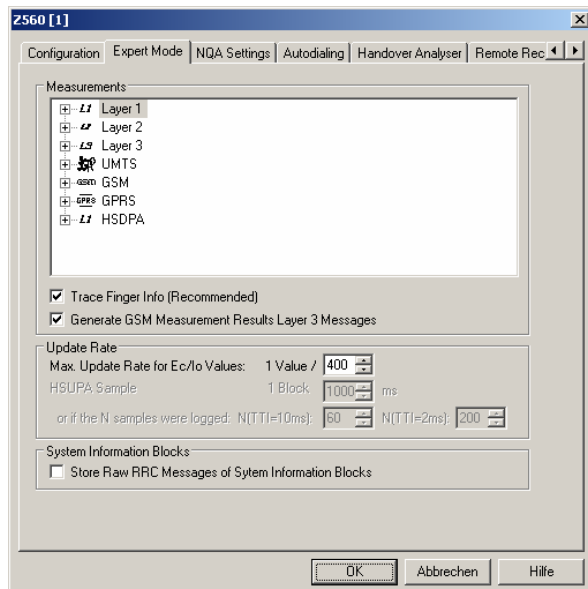 Z560 [1]
Configuration Expert Mode NQA Settings Autodialing Handover Analyser Remote Rec
Measurements
L1 Layer 1
L2 Layer 2
L3 Layer 3
UMTS
GSM GSM
GPRS GPRS
L1 HSDPA
Trace Finger Info (Recommended)
Generate GSM Measurement Results Layer 3 Messages
Update Rate
Max. Update Rate for Ec/Io Values: 1 Value / 400
HSUPA Sample 1 Block 1000 ms
or if the N samples were logged: N(TTI=10ms): 60 N(TTI=2ms): 200
System Information Blocks
Store Raw RRC Messages of Sytem Information Blocks
OK Abbrechen Hilfe